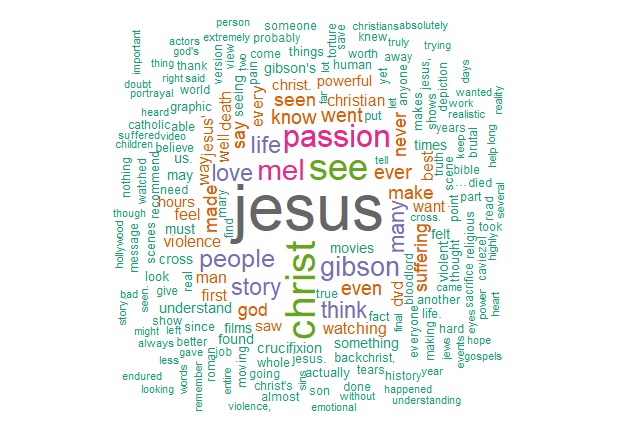 person
christians absolutely
important
actors
god's
extremely
probably
someone
knew
truly
trying
version
view
two
come
things
torture
save
thing
thank
gibson's
worth
away
yet
anyone
wanted
days
doubt
right
said
seeing
pain
lot
human
powerful
christ.
far
let
put
makes
jesus,
shows
depiction
work
realistic
reality
portrayal
world
death
every
seen
christian
heard
graphic
well
say
know
went
never
catholic
able
jesus'
passion
times
years
brutal
suffered
video
believe
life
best
truth
scene
keep
help long
children
way
mel
see
tell
ever
bible
nothing
watched
recommend
us.
love
many
make
...
died
may
need
made
jesus
want
point
part
read
several
though
hours
feel
find
many
cross.
took
hollywood
message
scenes
must
violence
people
christ
movies
felt
suffering
violent
thought
religious
highly
cross
gibson
bloodlord
sacrifice
caviezel
look
real
man
story
true
even
dvd
another
came
power
heart
story
bad
seen.
give
first
god
think
life.
eyes
understand
fact
final
everyone
making
show
since
films
saw
watching
hard
might
left
found
something
jews
hope
always
better
crucifixion
events
gospels
less
gave
job
moving
whole
jesus.
backchrist,
year
endured
words
roman
going
actually
tears
history
looking
remember
entire
christ's
sins
son
done
happened
almost
without
understanding
violence,
emotional